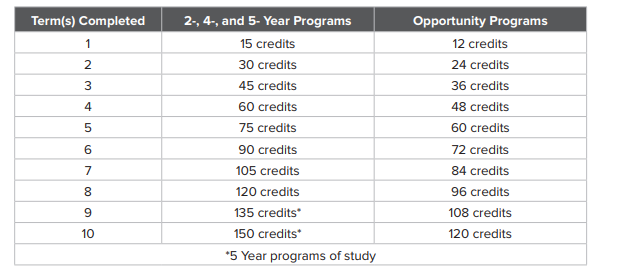 Term(s) Completed 2-, 4-, and 5- Year Programs Opportunity Programs
1 15 credits 12 credits
2 30 credits 24 credits
3 45 credits 36 credits
4 60 credits 48 credits
5 75 credits 60 credits
6 90 credits 72 credits
7 105 credits 84 credits
8 120 credits 96 credits
9 135 credits* 108 credits
10 150 credits* 120 credits
*5 Year programs of study